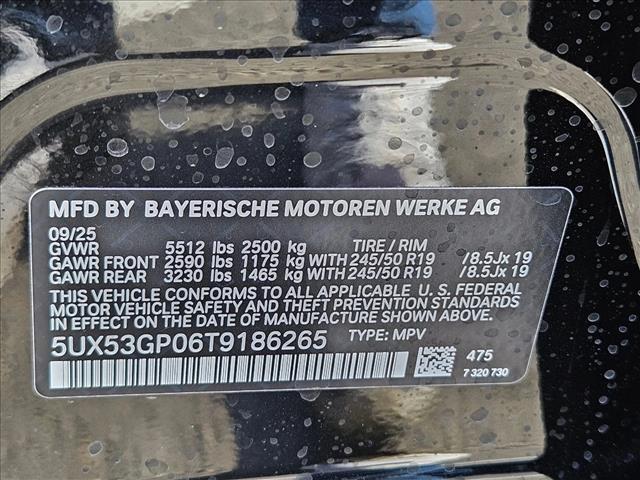 MFD BY BAYERISCHE MOTOREN WERKE AG
09/25
GVWR 5512 lbs 2500 kg TIRE / RIM
GAWR FRONT 2590 lbs 1175 kg WITH 245/50 R19 /8.5Jx 19
GAWR REAR 3230 lbs 1465 kg WITH 245/50 R19 /8.5Jx 19
THIS VEHICLE CONFORMS TO ALL APPLICABLE U. S. FEDERAL
MOTOR VEHICLE SAFETY AND THEFT PREVENTION STANDARDS
IN EFFECT ON THE DATE OF MANUFACTURE SHOWN ABOVE.
5UX53GP06T9186265 TYPE: MPV
475
7 320 730